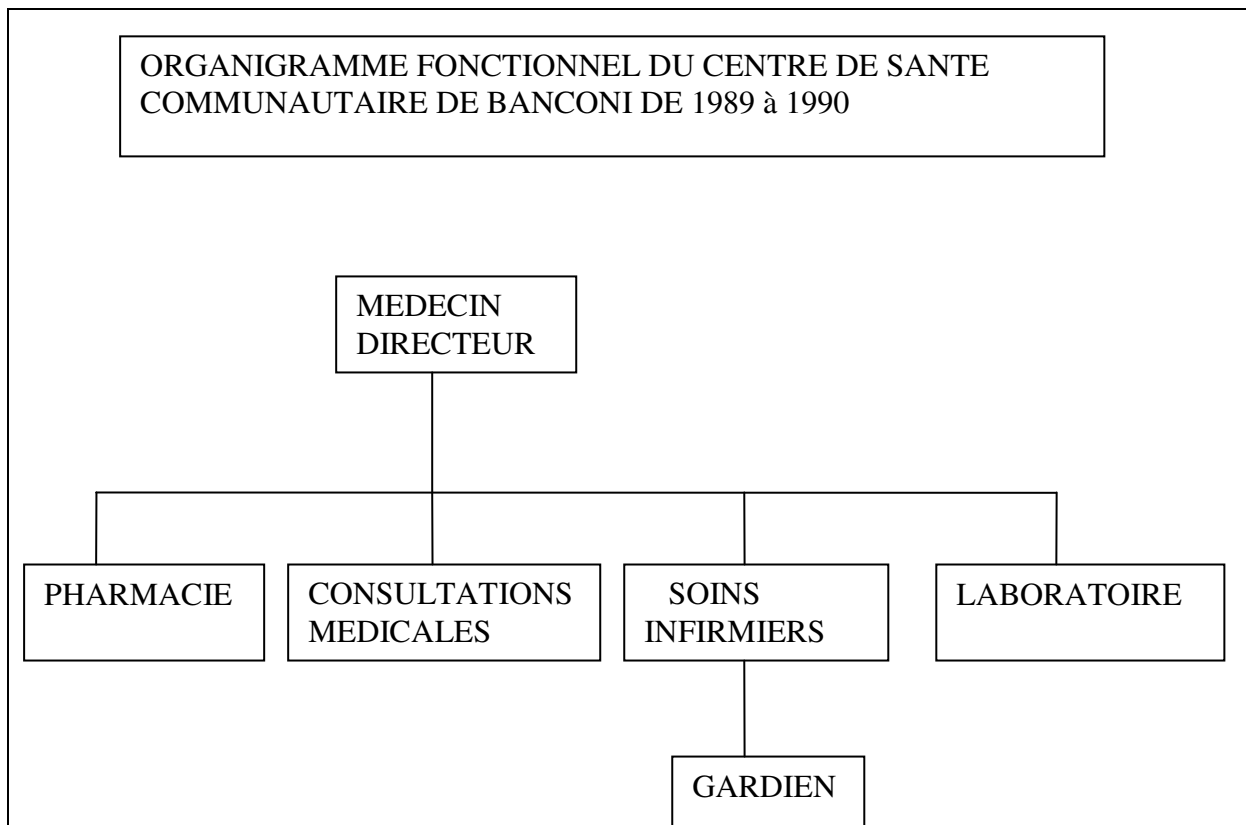 ORGANIGRAMME FONCTIONNEL DU CENTRE DE SANTE
COMMUNAUTAIRE DE BANCONI DE 1989 à 1990
MEDECIN
DIRECTEUR
PHARMACIE
CONSULTATIONS
MEDICALES
SOINS
INFIRMIERS
LABORATOIRE
GARDIEN